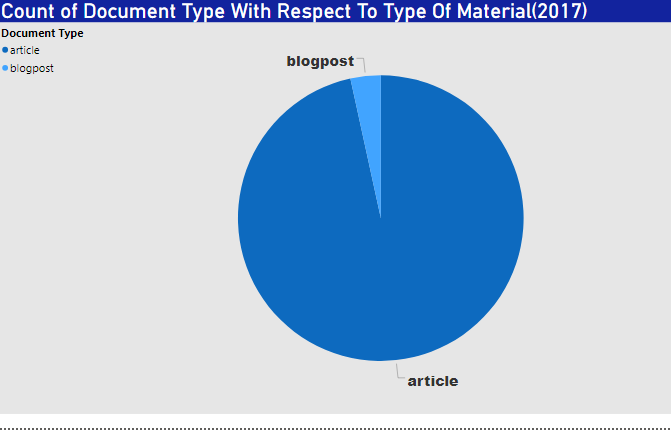 Count of Document Type With Respect To Type Of Material(2017)
Document Type
article
blogpost
blogpost
article